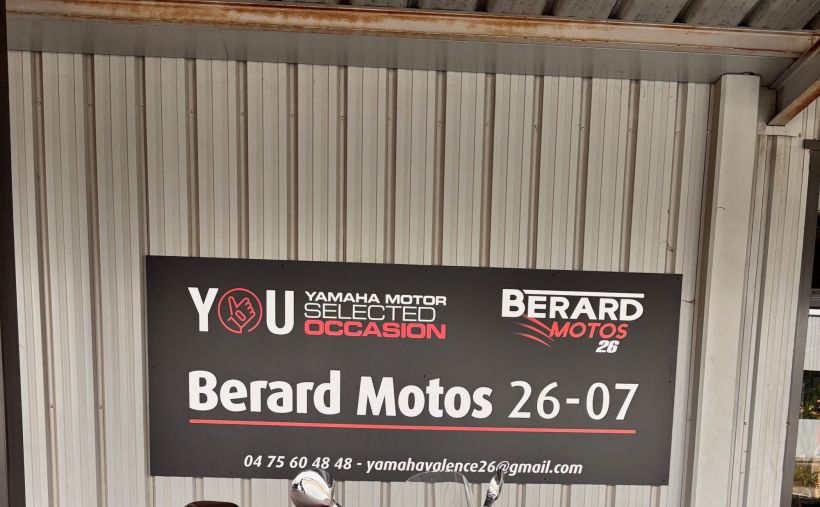 YOU
YAMAHA MOTOR
SELECTED
OCCASION
BERARD
MOTOS
26
Berard Motos 26-07
04 75 60 48 48 - yamahavalence26@gmail.com